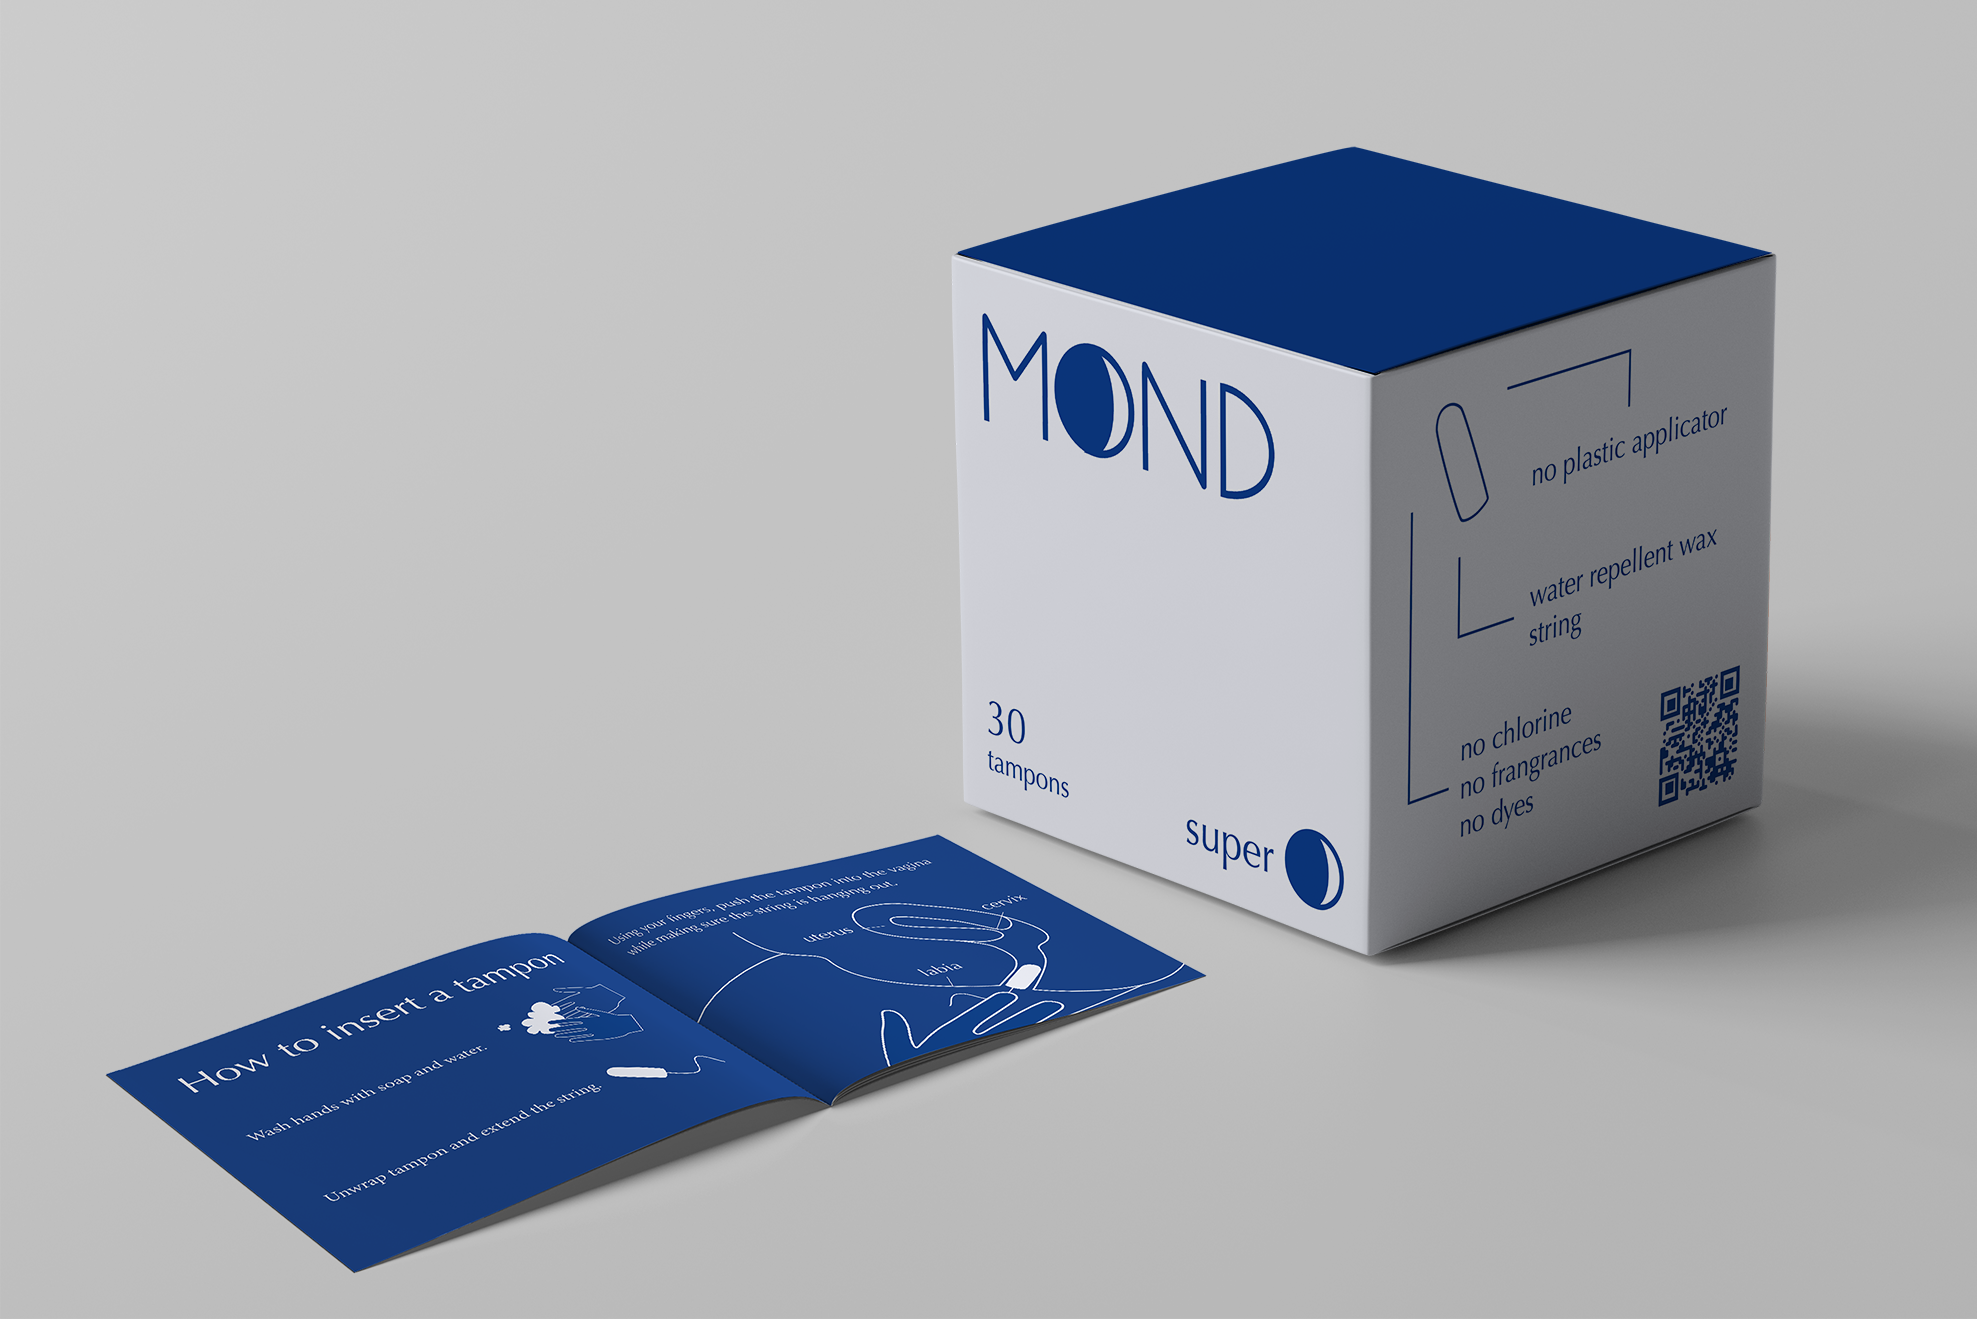 MOND
30
tampons
super
no plastic applicator
water repellent wax
string
no chlorine
no frangrances
no dyes
How to insert a tampon
Wash hands with soap and water.
Unwrap tampon and extend the string.
Using your fingers, push the tampon into the vagina
while making sure the string is hanging out.
uterus
cervix
labia